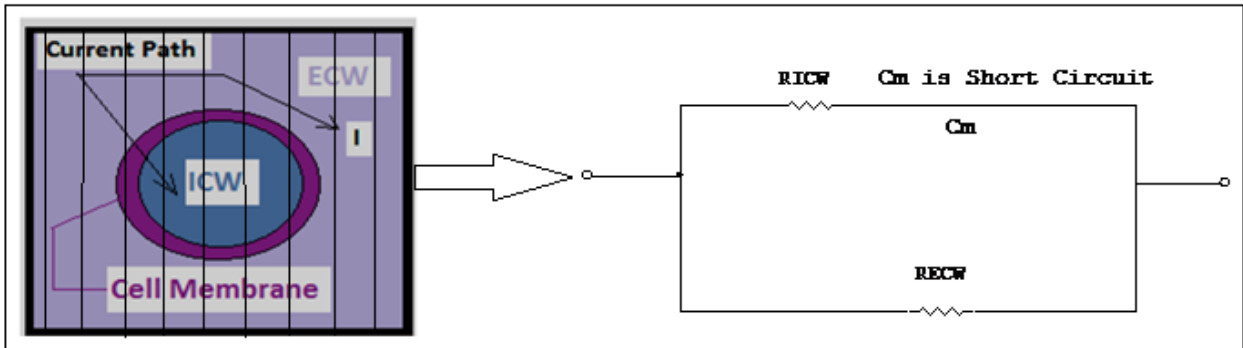 Current Path
ECW
I
ICW
Cell Membrane
RICW Cm is Short Circuit
Cm
RECW